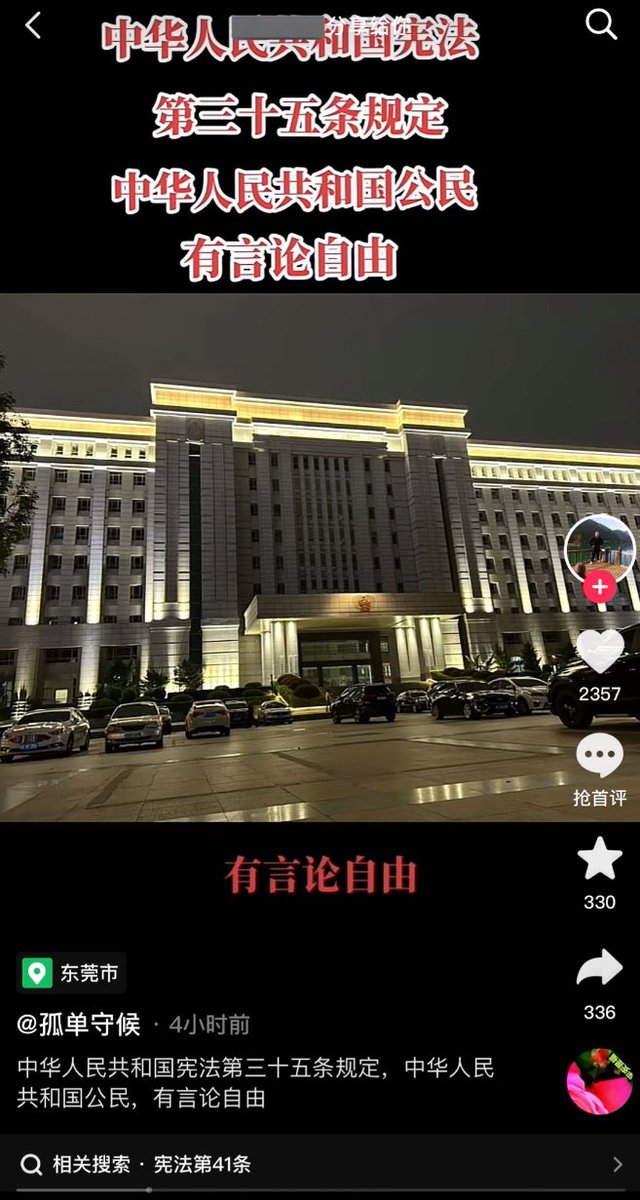 分享给你
中华人民共和国宪法
第三十五条规定
中华人民共和国公民
有言论自由
2357
抢首评
有言论自由
330
东莞市
336
@孤单守候 · 4小时前
中华人民共和国宪法第三十五条规定，中华人民
共和国公民，有言论自由
相关搜索 · 宪法第41条